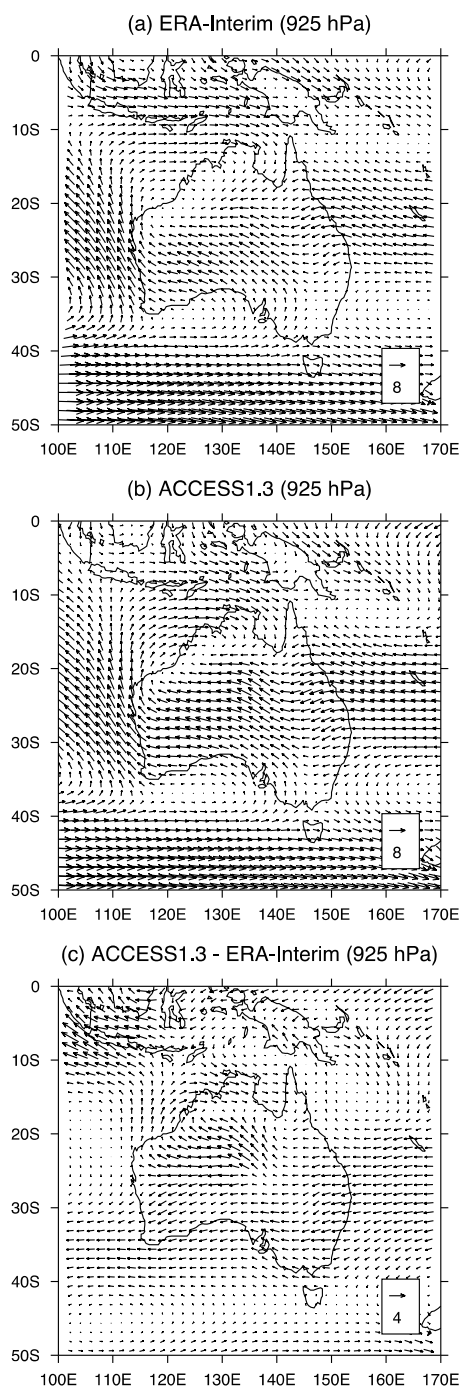 (a) ERA-Interim (925 hPa)
0
10S
20S
30S
40S
50S
8
100E 110E 120E 130E 140E 150E 160E 170E
(b) ACCESS1.3 (925 hPa)
0
10S
20S
30S
40S
50S
8
100E 110E 120E 130E 140E 150E 160E 170E
(c) ACCESS1.3 - ERA-Interim (925 hPa)
0
10S
20S
30S
40S
50S
4
100E 110E 120E 130E 140E 150E 160E 170E